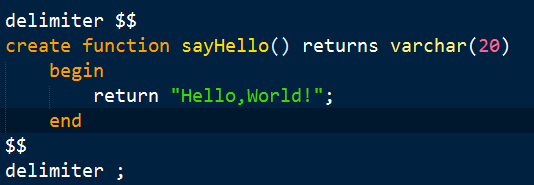 delimiter $$
create function sayHello() returns varchar(20)
    begin
        return "Hello,World!";
    end
$$
delimiter ;